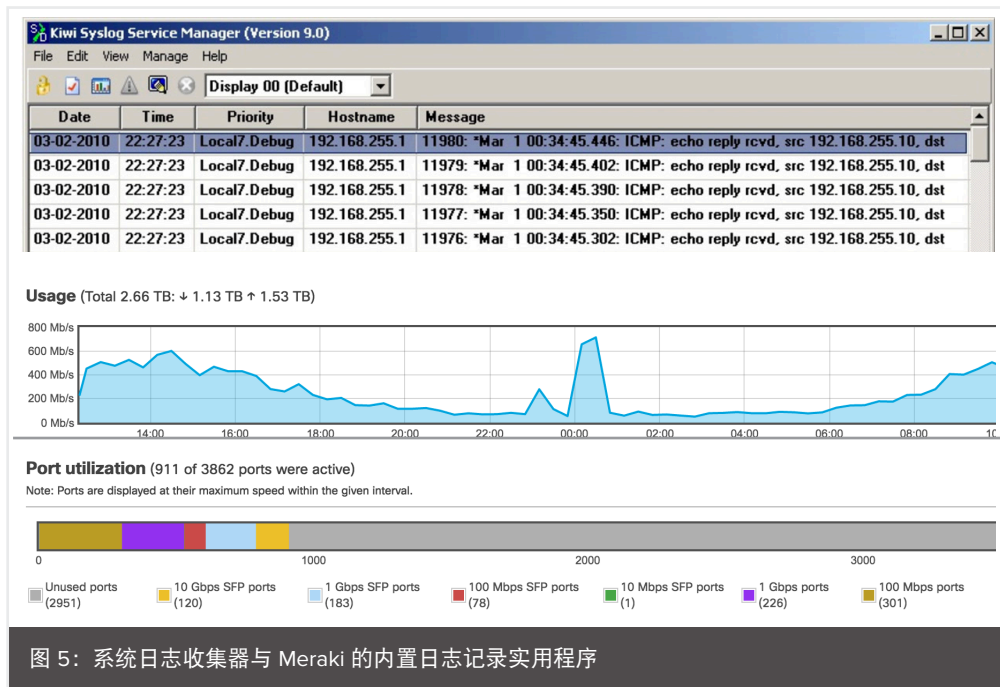 Kiwi Syslog Service Manager (Version 9.0)
File Edit View Manage Help
Display 00 (Default)
Date Time Priority Hostname Message
03-02-2010 22:27:23 Local7.Debug 192.168.255.1 11980: *Mar 1 00:34:45.446: ICMP: echo reply rcvd, src 192.168.255.10, dst
03-02-2010 22:27:23 Local7.Debug 192.168.255.1 11979: *Mar 1 00:34:45.402: ICMP: echo reply rcvd, src 192.168.255.10, dst
03-02-2010 22:27:23 Local7.Debug 192.168.255.1 11978: *Mar 1 00:34:45.390: ICMP: echo reply rcvd, src 192.168.255.10, dst
03-02-2010 22:27:23 Local7.Debug 192.168.255.1 11977: *Mar 1 00:34:45.350: ICMP: echo reply rcvd, src 192.168.255.10, dst
03-02-2010 22:27:23 Local7.Debug 192.168.255.1 11976: *Mar 1 00:34:45.302: ICMP: echo reply rcvd, src 192.168.255.10, dst
Usage (Total 2.66 TB: ↓ 1.13 TB ↑ 1.53 TB)
800 Mb/s
600 Mb/s
400 Mb/s
200 Mb/s
0 Mb/s
14:00 16:00 18:00 20:00 22:00 00:00 02:00 04:00 06:00 08:00 10
Port utilization (911 of 3862 ports were active)
Note: Ports are displayed at their maximum speed within the given interval.
0 1000 2000 3000
Unused ports (2951)
10 Gbps SFP ports (120)
1 Gbps SFP ports (183)
100 Mbps SFP ports (78)
10 Mbps SFP ports (1)
1 Gbps ports (226)
100 Mbps ports (301)
图 5：系统日志收集器与 Meraki 的内置日志记录实用程序